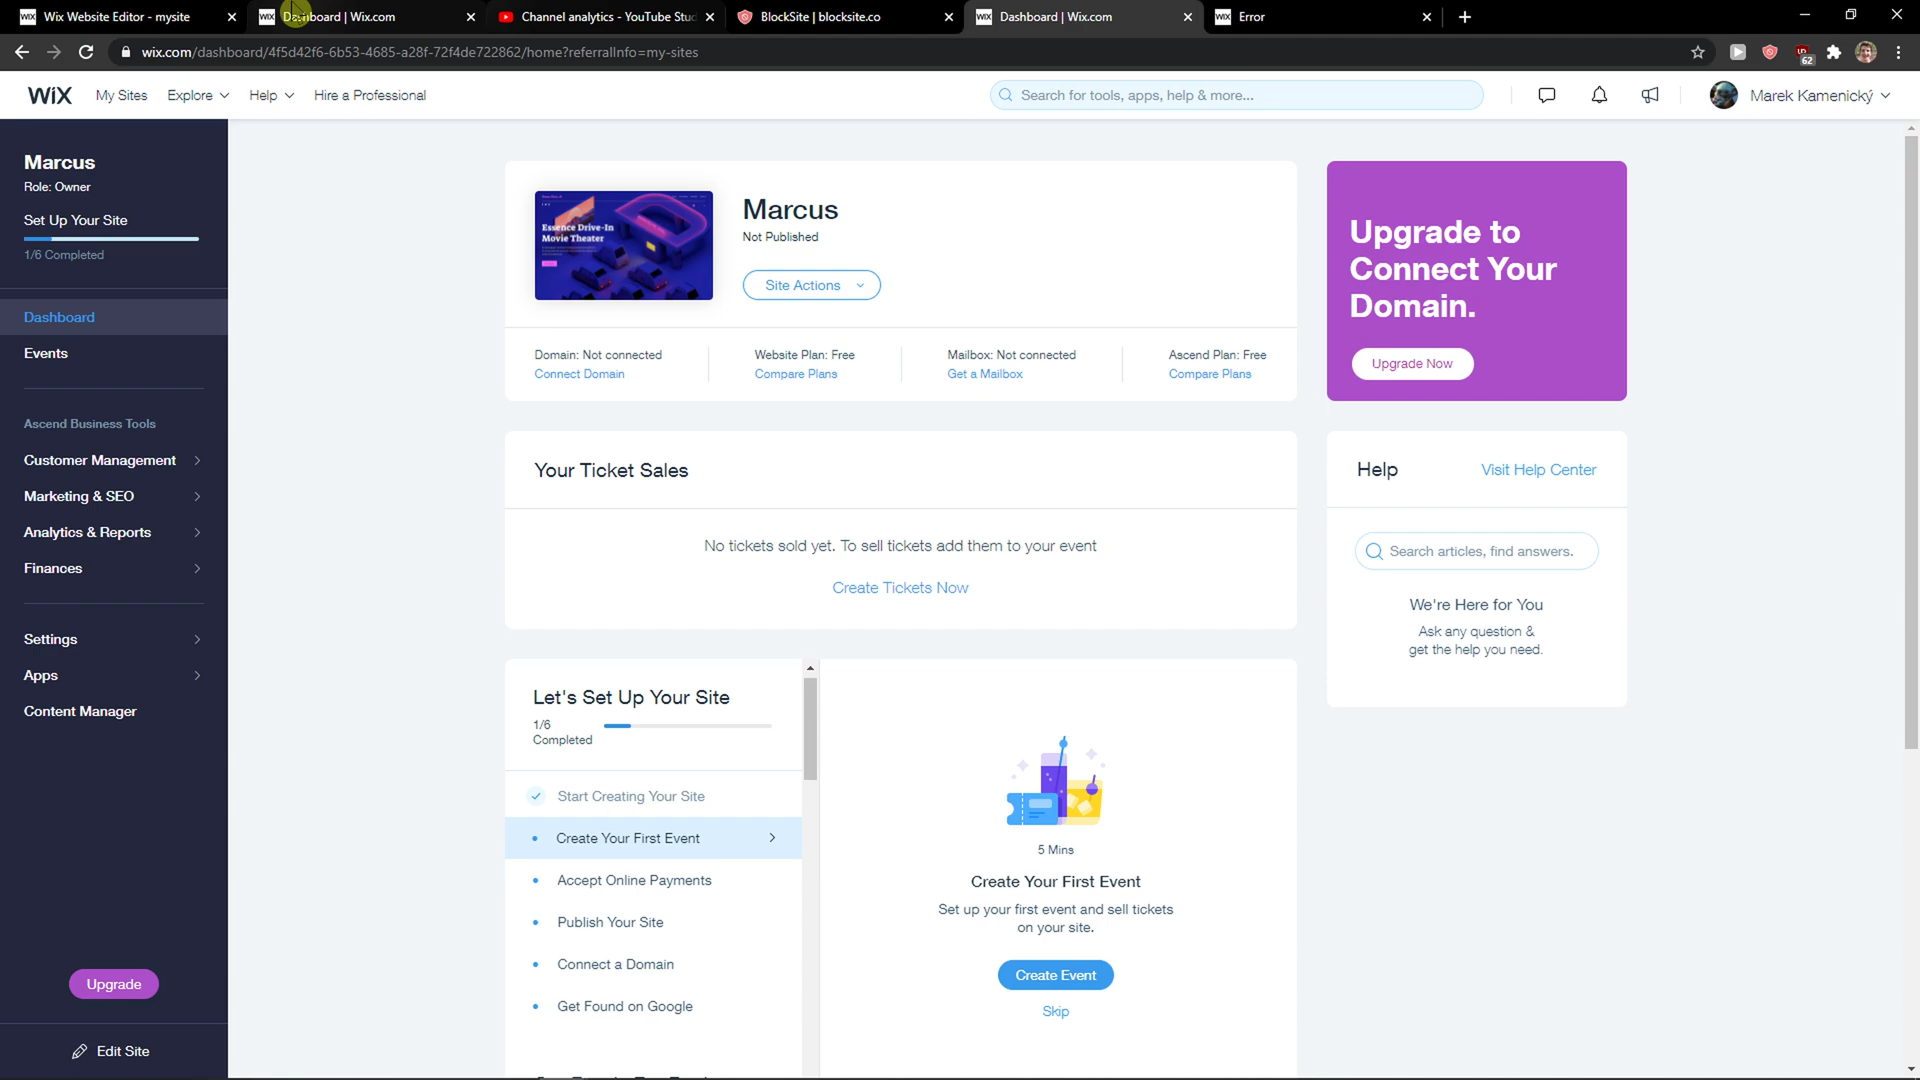 Wix Website Editor - mysite
Dashboard | Wix.com
Channel analytics - YouTube Stu
BlockSite | blocksite.co
Dashboard | Wix.com
Error
wix.com/dashboard/4f5d42f6-6b53-4685-a28f-72f4de722862/home?referralInfo=my-sites
62
WiX
My Sites
Explore
Help
Hire a Professional
Search for tools, apps, help & more...
Marek Kamenický
Marcus
Role: Owner
Set Up Your Site
1/6 Completed
Dashboard
Events
Ascend Business Tools
Customer Management
Marketing & SEO
Analytics & Reports
Finances
Settings
Apps
Content Manager
Upgrade
Edit Site
Essence Drive-In
Movie Theater
Marcus
Not Published
Site Actions
Domain: Not connected
Connect Domain
Website Plan: Free
Compare Plans
Mailbox: Not connected
Get a Mailbox
Ascend Plan: Free
Compare Plans
Upgrade to
Connect Your
Domain.
Upgrade Now
Your Ticket Sales
No tickets sold yet. To sell tickets add them to your event
Create Tickets Now
Help
Visit Help Center
Search articles, find answers.
We're Here for You
Ask any question &
get the help you need.
Let's Set Up Your Site
1/6
Completed
Start Creating Your Site
Create Your First Event
Accept Online Payments
Publish Your Site
Connect a Domain
Get Found on Google
5 Mins
Create Your First Event
Set up your first event and sell tickets
on your site.
Create Event
Skip